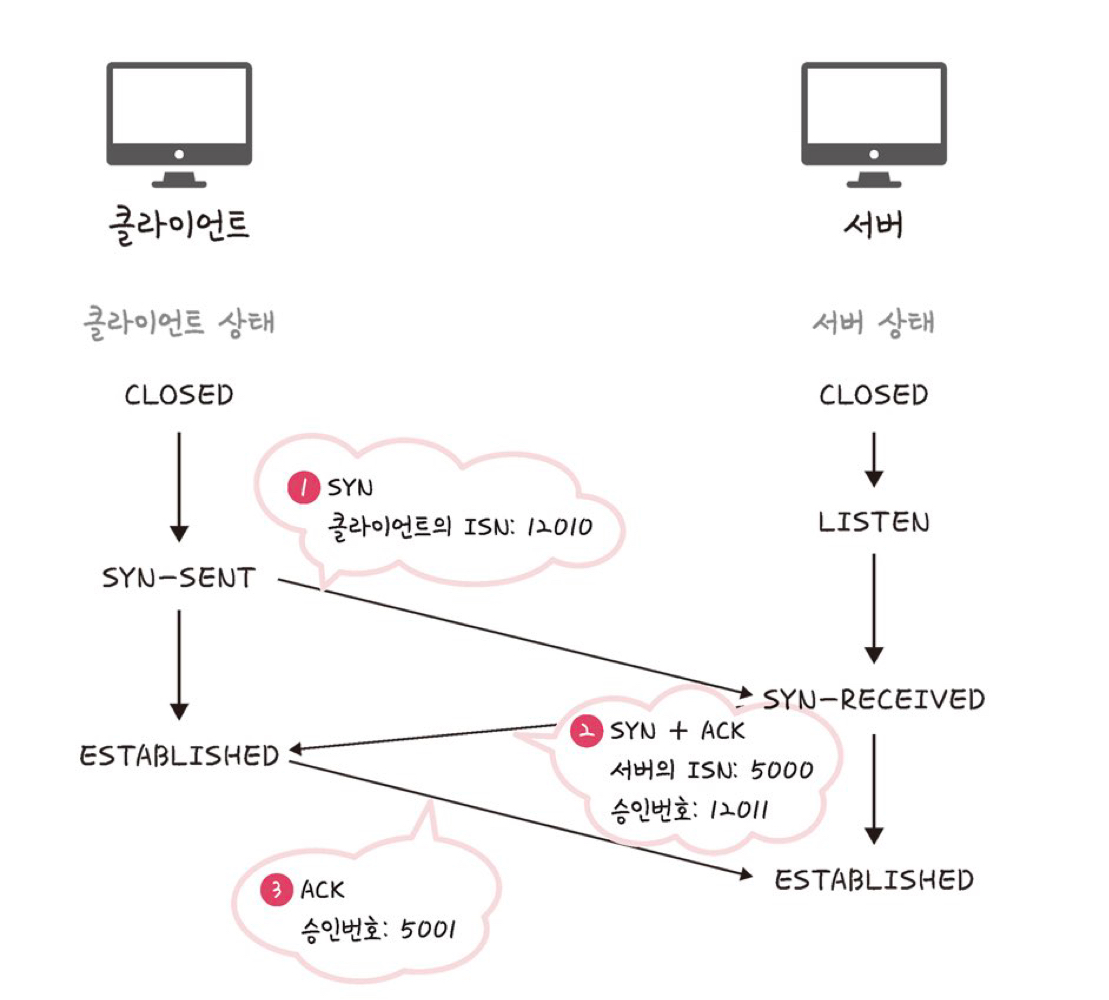 클라이언트
서버
클라이언트 상태
서버 상태
CLOSED
CLOSED
1 SYN
클라이언트의 ISN: 12010
LISTEN
SYN-SENT
SYN-RECEIVED
2 SYN + ACK
서버의 ISN: 5000
승인번호: 12011
ESTABLISHED
ESTABLISHED
3 ACK
승인번호: 5001